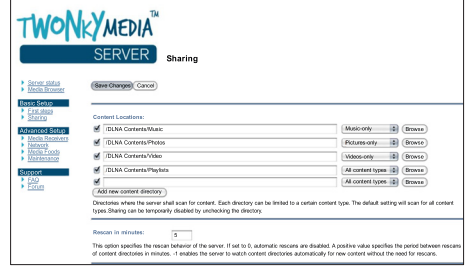 TWONKYMEDIA TM
SERVER
Sharing
Server status
Media Browser
Save Changes Cancel
Basic Setup
First steps
Sharing
Content Locations:
/DLNA Contents/Music Music-only Browse
Advanced Setup
Media Receivers
Network
Media Feeds
Maintenance
/DLNA Contents/Photos Pictures-only Browse
/DLNA Contents/Video Videos-only Browse
/DLNA Contents/Playlists All content types Browse
All content types Browse
Support
FAQ
Forum
Add new content directory
Directories where the server shall scan for content. Each directory can be limited to a certain content type. The default setting will scan for all content
types.Sharing can be temporarily disabled by unchecking the directory.
Rescan in minutes: 5
This option specifies the rescan behavior of the server. If set to 0, automatic rescans are disabled. A positive value specifies the period between rescans
of content directories in minutes. -1 enables the server to watch content directories automatically for new content without the need for rescans.